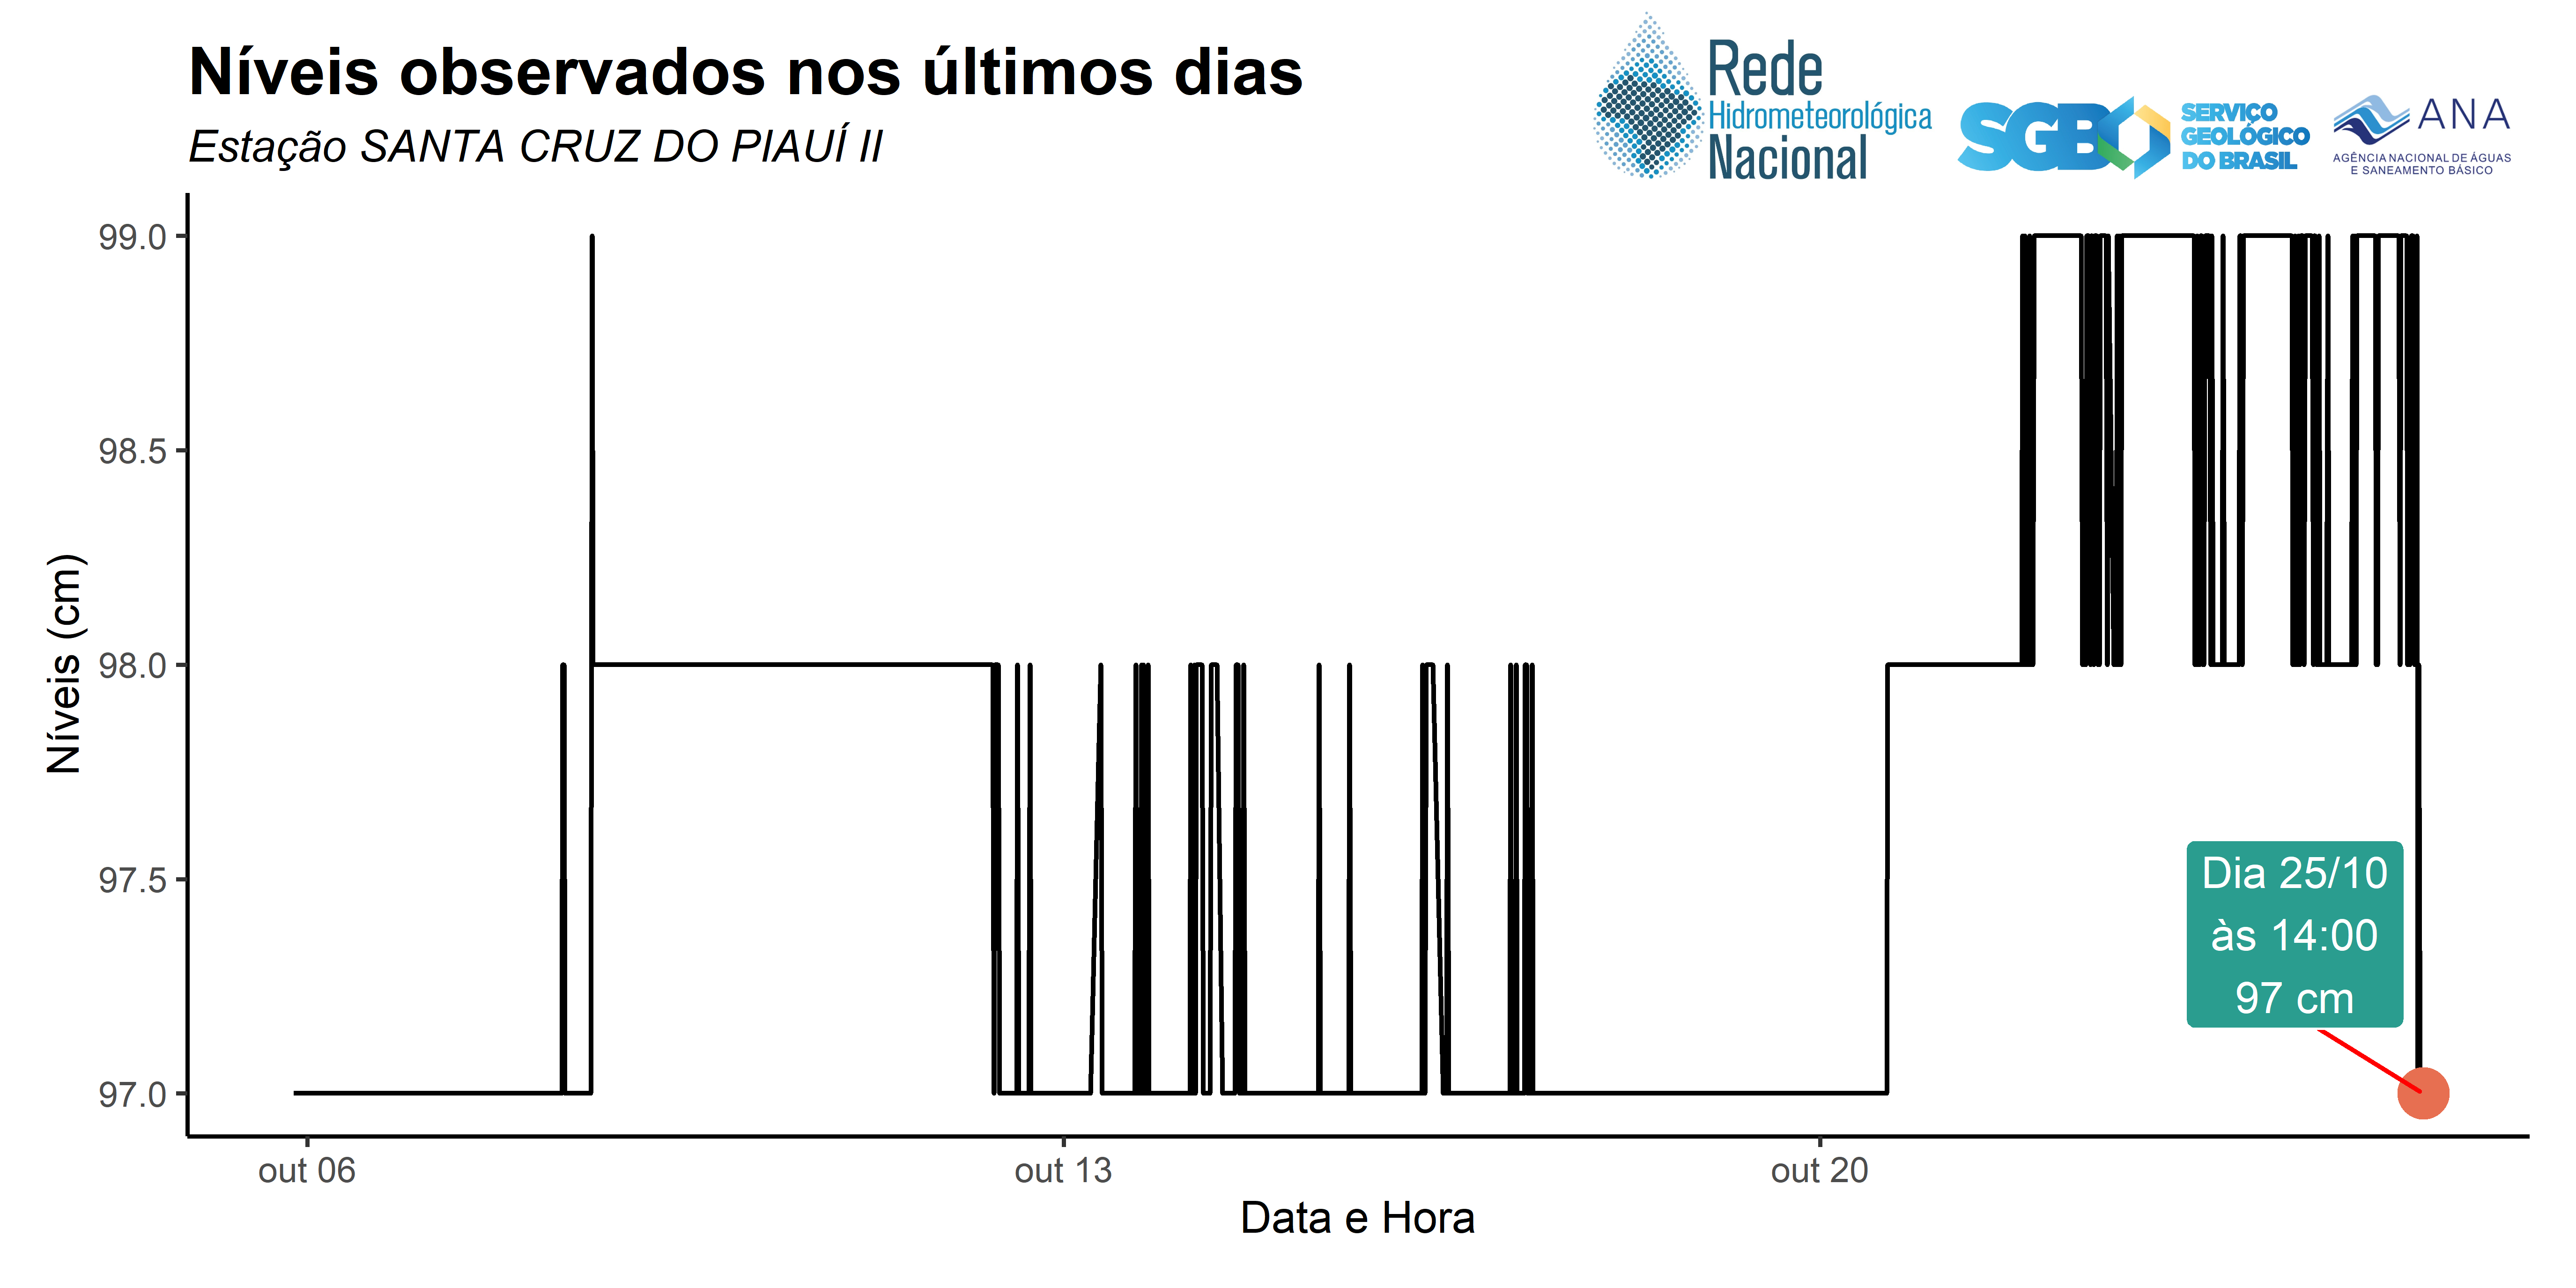 Níveis observados nos últimos dias
Estação SANTA CRUZ DO PIAUÍ II
Rede
Hidrometeorológica
Nacional
SGB
SERVIÇO
GEOLÓGICO
DO BRASIL
ANA
AGÊNCIA NACIONAL DE ÁGUAS
E SANEAMENTO BÁSICO
Níveis (cm)
99.0
98.5
98.0
97.5
97.0
Dia 25/10
às 14:00
97 cm
out 06
out 13
out 20
Data e Hora